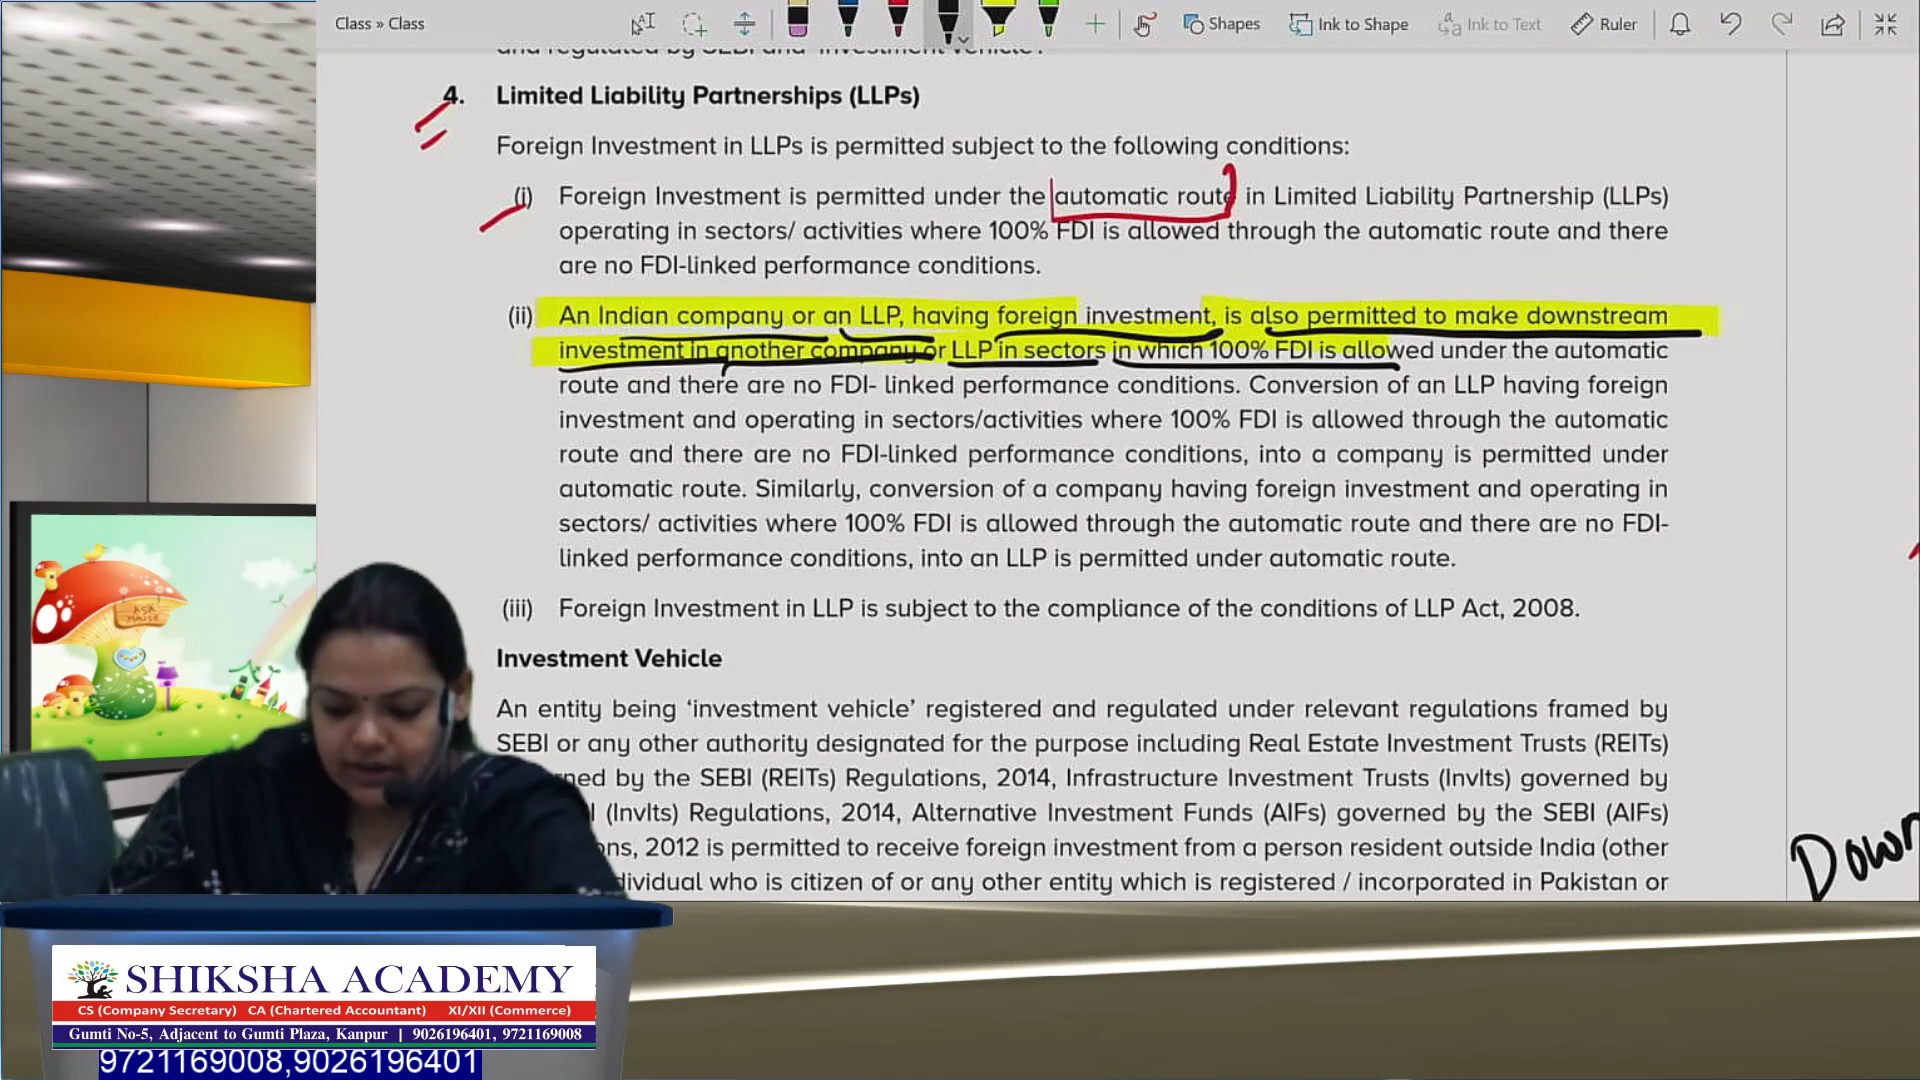 Class » Class
Shapes
Ink to Shape
Ink to Text
Ruler
and regulated by SEBI and 'Investment Vehicle'.
4. Limited Liability Partnerships (LLPs)
Foreign Investment in LLPs is permitted subject to the following conditions:
(i) Foreign Investment is permitted under the automatic route in Limited Liability Partnership (LLPs)
operating in sectors/ activities where 100% FDI is allowed through the automatic route and there
are no FDI-linked performance conditions.
(ii) An Indian company or an LLP, having foreign investment, is also permitted to make downstream
investment in another company or LLP in sectors in which 100% FDI is allowed under the automatic
route and there are no FDI- linked performance conditions. Conversion of an LLP having foreign
investment and operating in sectors/activities where 100% FDI is allowed through the automatic
route and there are no FDI-linked performance conditions, into a company is permitted under
automatic route. Similarly, conversion of a company having foreign investment and operating in
sectors/ activities where 100% FDI is allowed through the automatic route and there are no FDI-
linked performance conditions, into an LLP is permitted under automatic route.
(iii) Foreign Investment in LLP is subject to the compliance of the conditions of LLP Act, 2008.
Investment Vehicle
An entity being ‘investment vehicle’ registered and regulated under relevant regulations framed by
SEBI or any other authority designated for the purpose including Real Estate Investment Trusts (REITs)
ned by the SEBI (REITs) Regulations, 2014, Infrastructure Investment Trusts (InvIts) governed by
(InvIts) Regulations, 2014, Alternative Investment Funds (AIFs) governed by the SEBI (AIFs)
ons, 2012 is permitted to receive foreign investment from a person resident outside India (other
dividual who is citizen of or any other entity which is registered / incorporated in Pakistan or
Down
ASA
House
SHIKSHA ACADEMY
CS (Company Secretary) CA (Chartered Accountant) XI/XII (Commerce)
Gumti No-5, Adjacent to Gumti Plaza, Kanpur | 9026196401, 9721169008
9721169008,9026196401